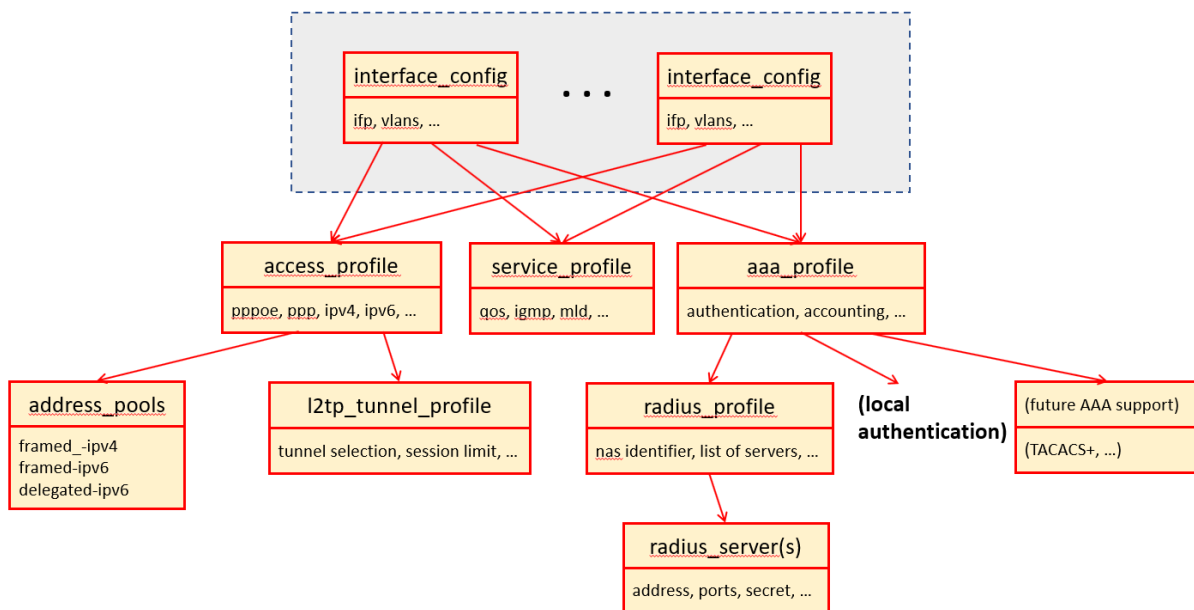 interface_config
ifp, vlans, ...
. . .
interface_config
ifp, vlans, ...
access_profile
pppoe, ppp, ipv4, ipv6, ...
service_profile
qos, igmp, mld, ...
aaa_profile
authentication, accounting, ...
address_pools
framed_-ipv4
framed-ipv6
delegated-ipv6
l2tp_tunnel_profile
tunnel selection, session limit, ...
radius_profile
nas identifier, list of servers, ...
(local
authentication)
(future AAA support)
(TACACS+, ...)
radius_server(s)
address, ports, secret, ...